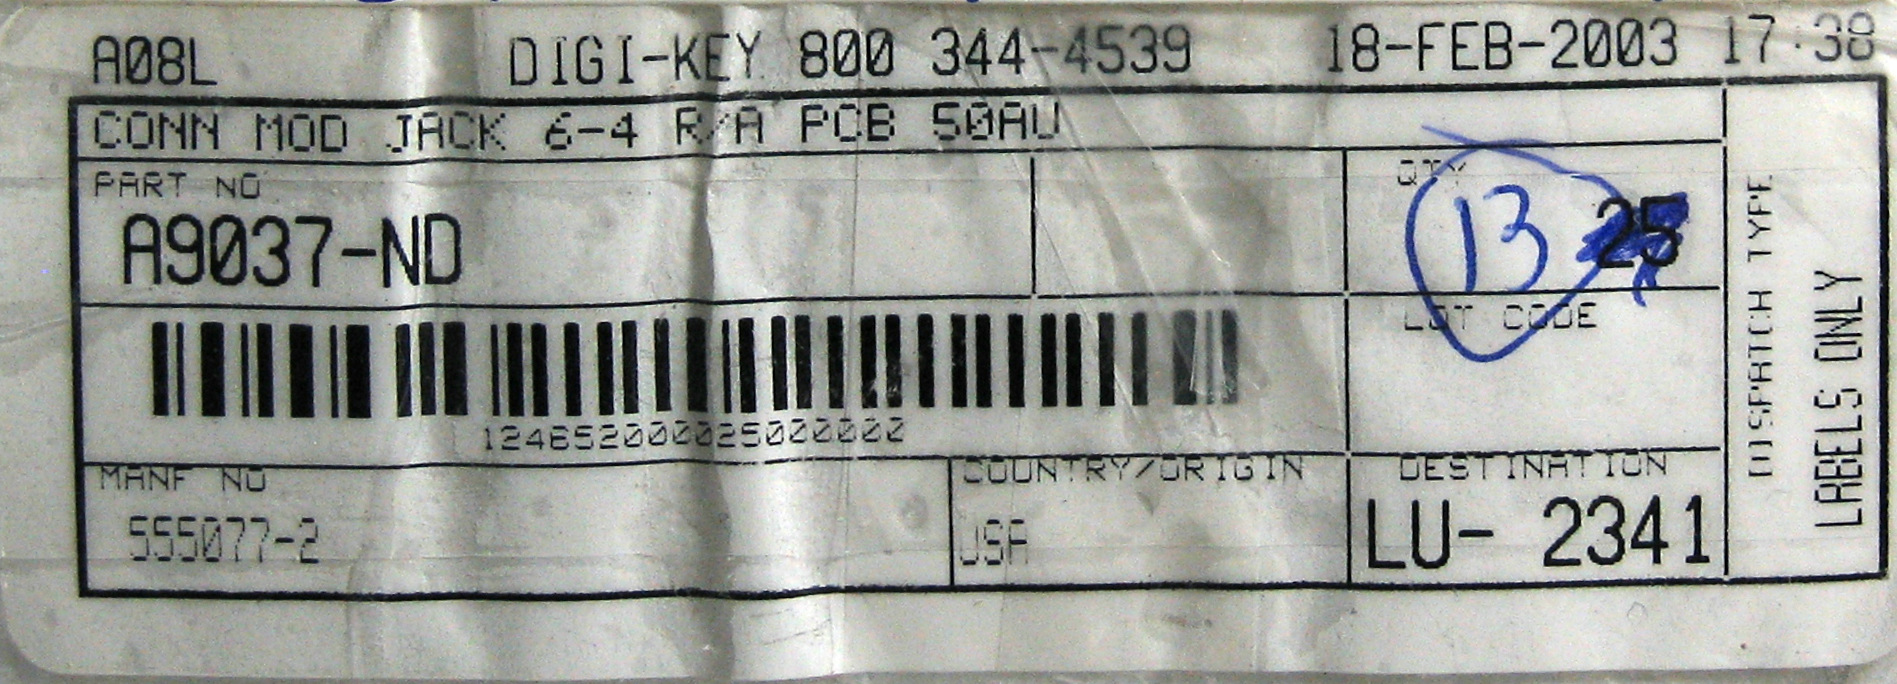 A08L DIGI-KEY 800 344-4539 18-FEB-2003 17:38
CONN MOD JACK 6-4 R/A PCB 50AU
PART NO
A9037-ND
QTY
13 25
LOT CODE
124652000025000000
MANF NO
555077-2
COUNTRY/ORIGIN
USA
DESTINATION
LU- 2341
DISPATCH TYPE
LABELS ONLY